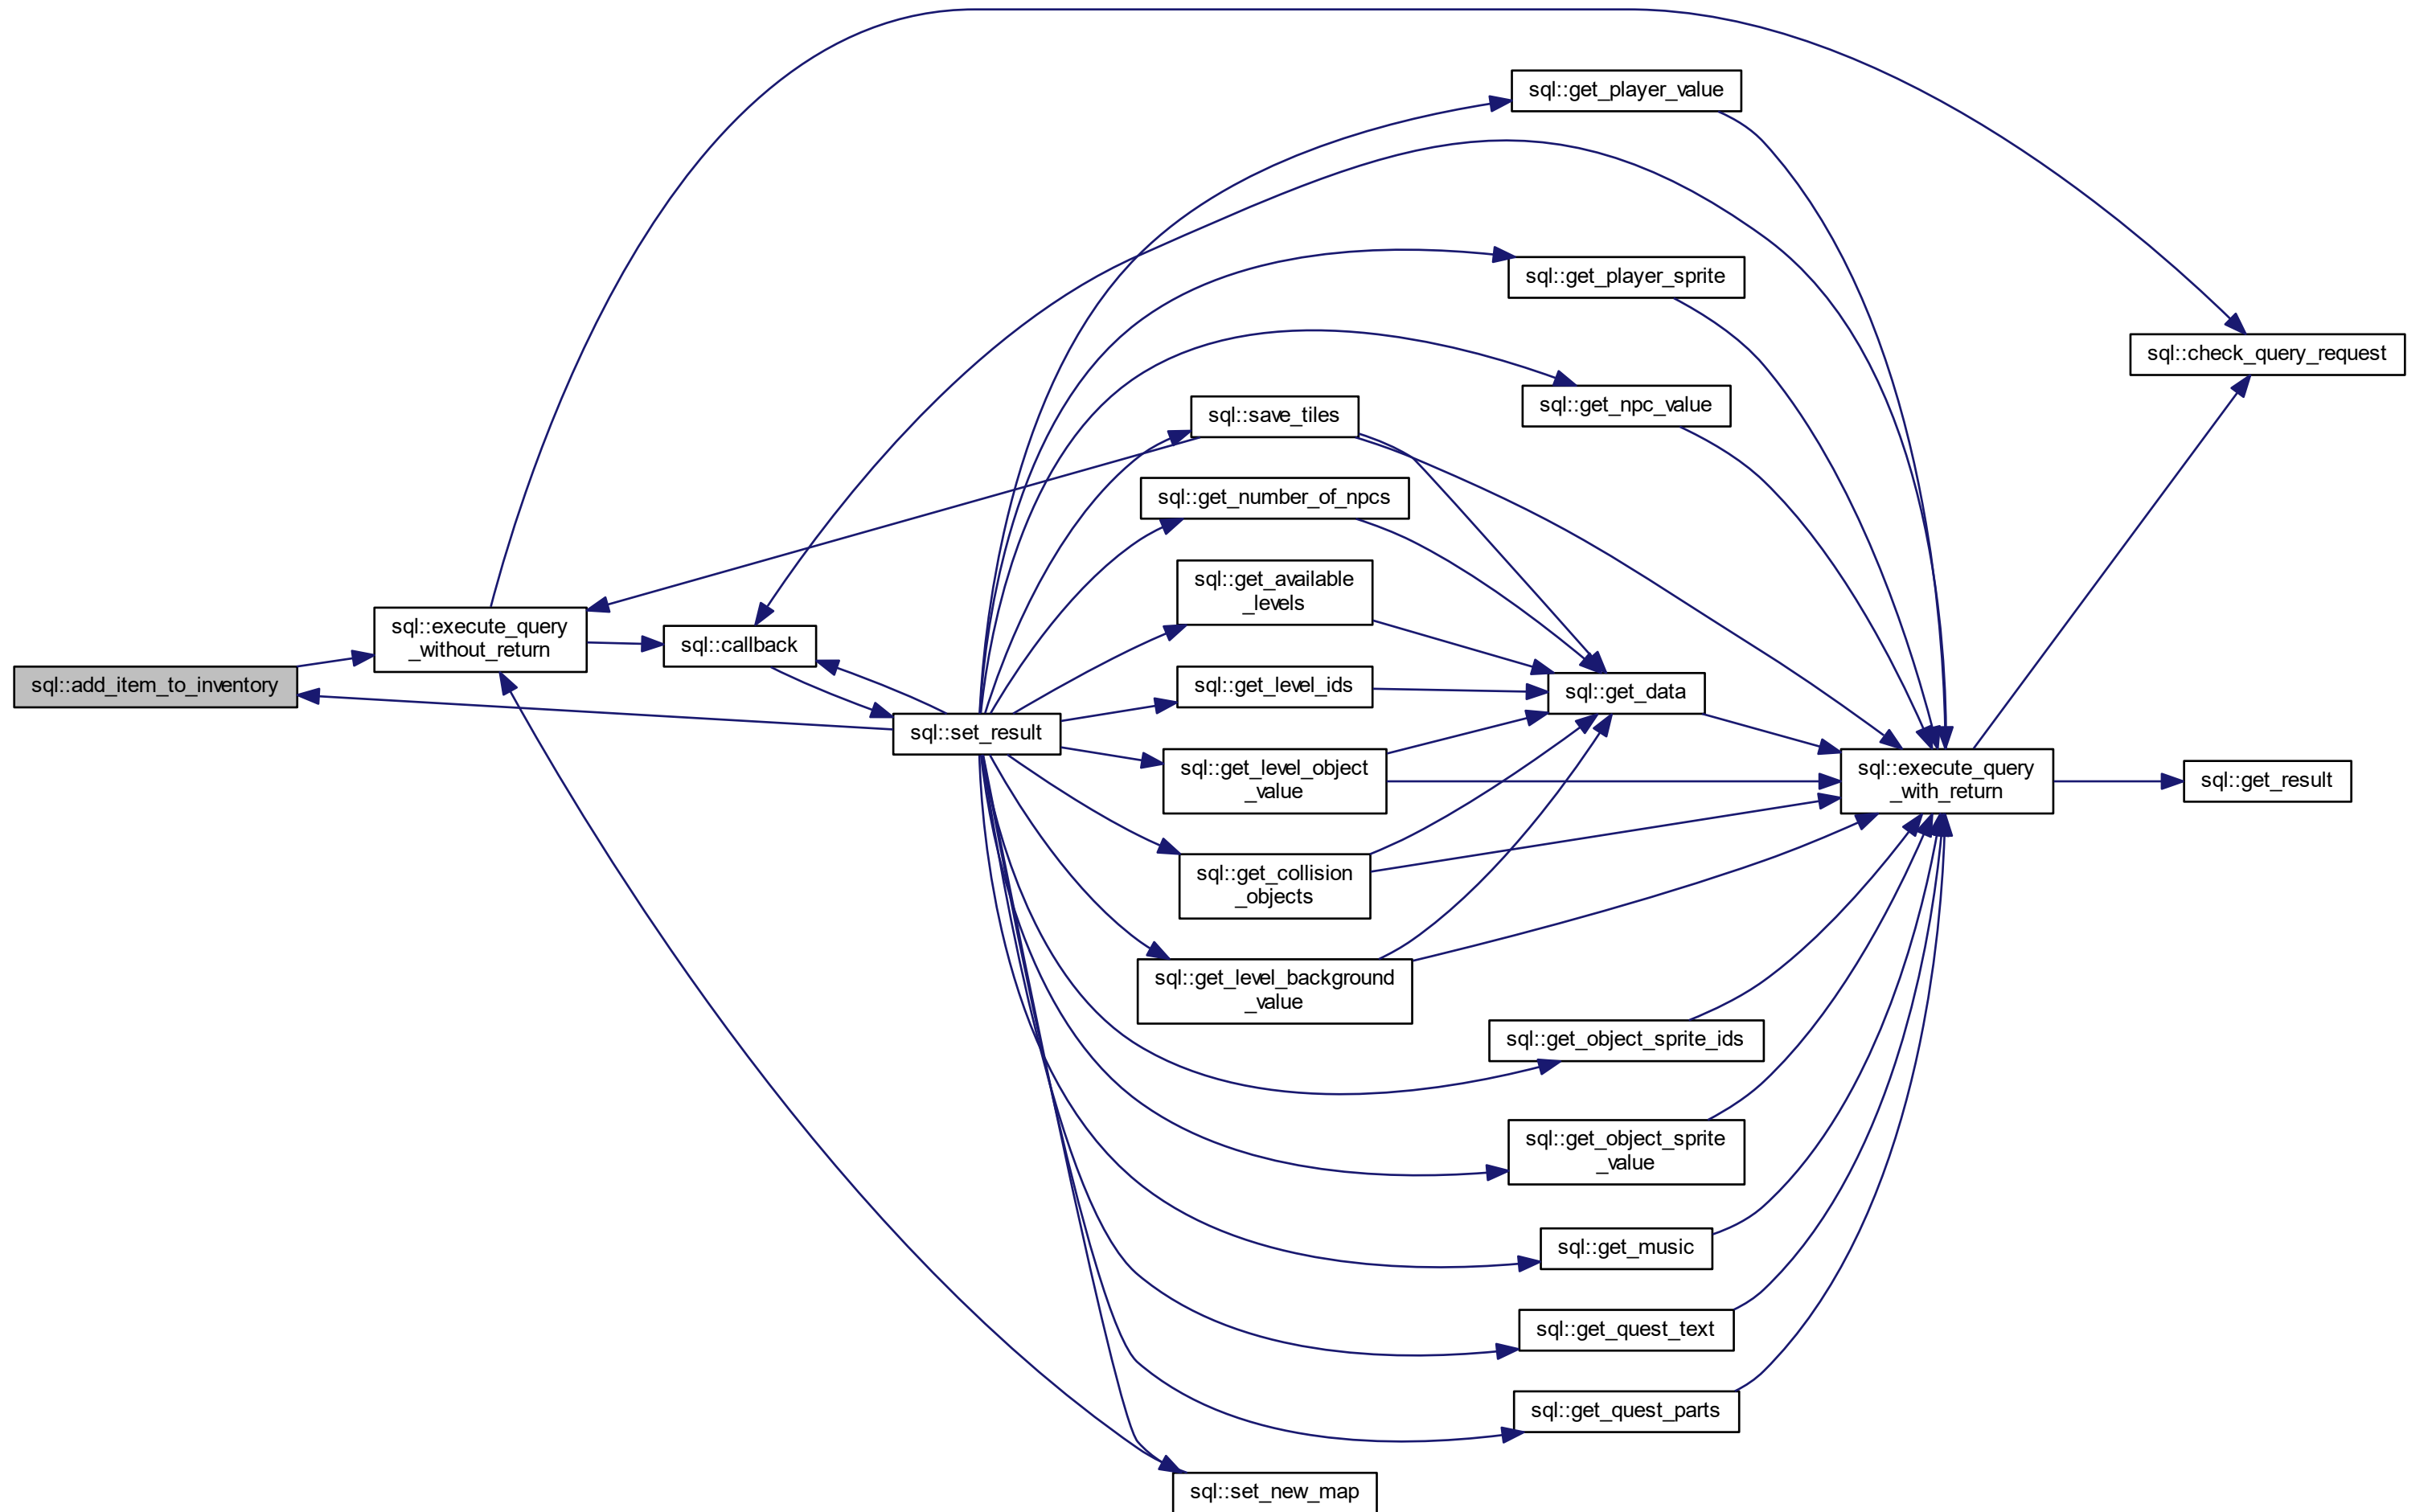 sql::get_player_value
sql::get_player_sprite
sql::check_query_request
sql::get_npc_value
sql::save_tiles
sql::get_number_of_npcs
sql::get_available
_levels
sql::execute_query
_without_return
sql::callback
sql::add_item_to_inventory
sql::get_level_ids
sql::get_data
sql::set_result
sql::get_level_object
_value
sql::execute_query
_with_return
sql::get_result
sql::get_collision
_objects
sql::get_level_background
_value
sql::get_object_sprite_ids
sql::get_object_sprite
_value
sql::get_music
sql::get_quest_text
sql::get_quest_parts
sql::set_new_map